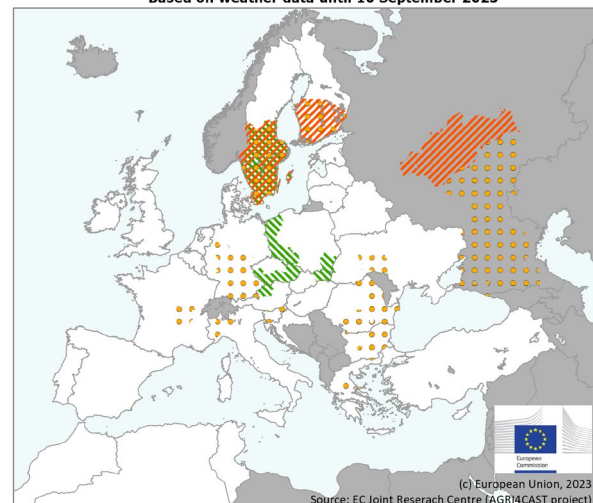 Based on weather data until 16 September 2023
European
Commission
(c) European Union, 2023
Source: EC Joint Reserach Centre (AGRI4CAST project)